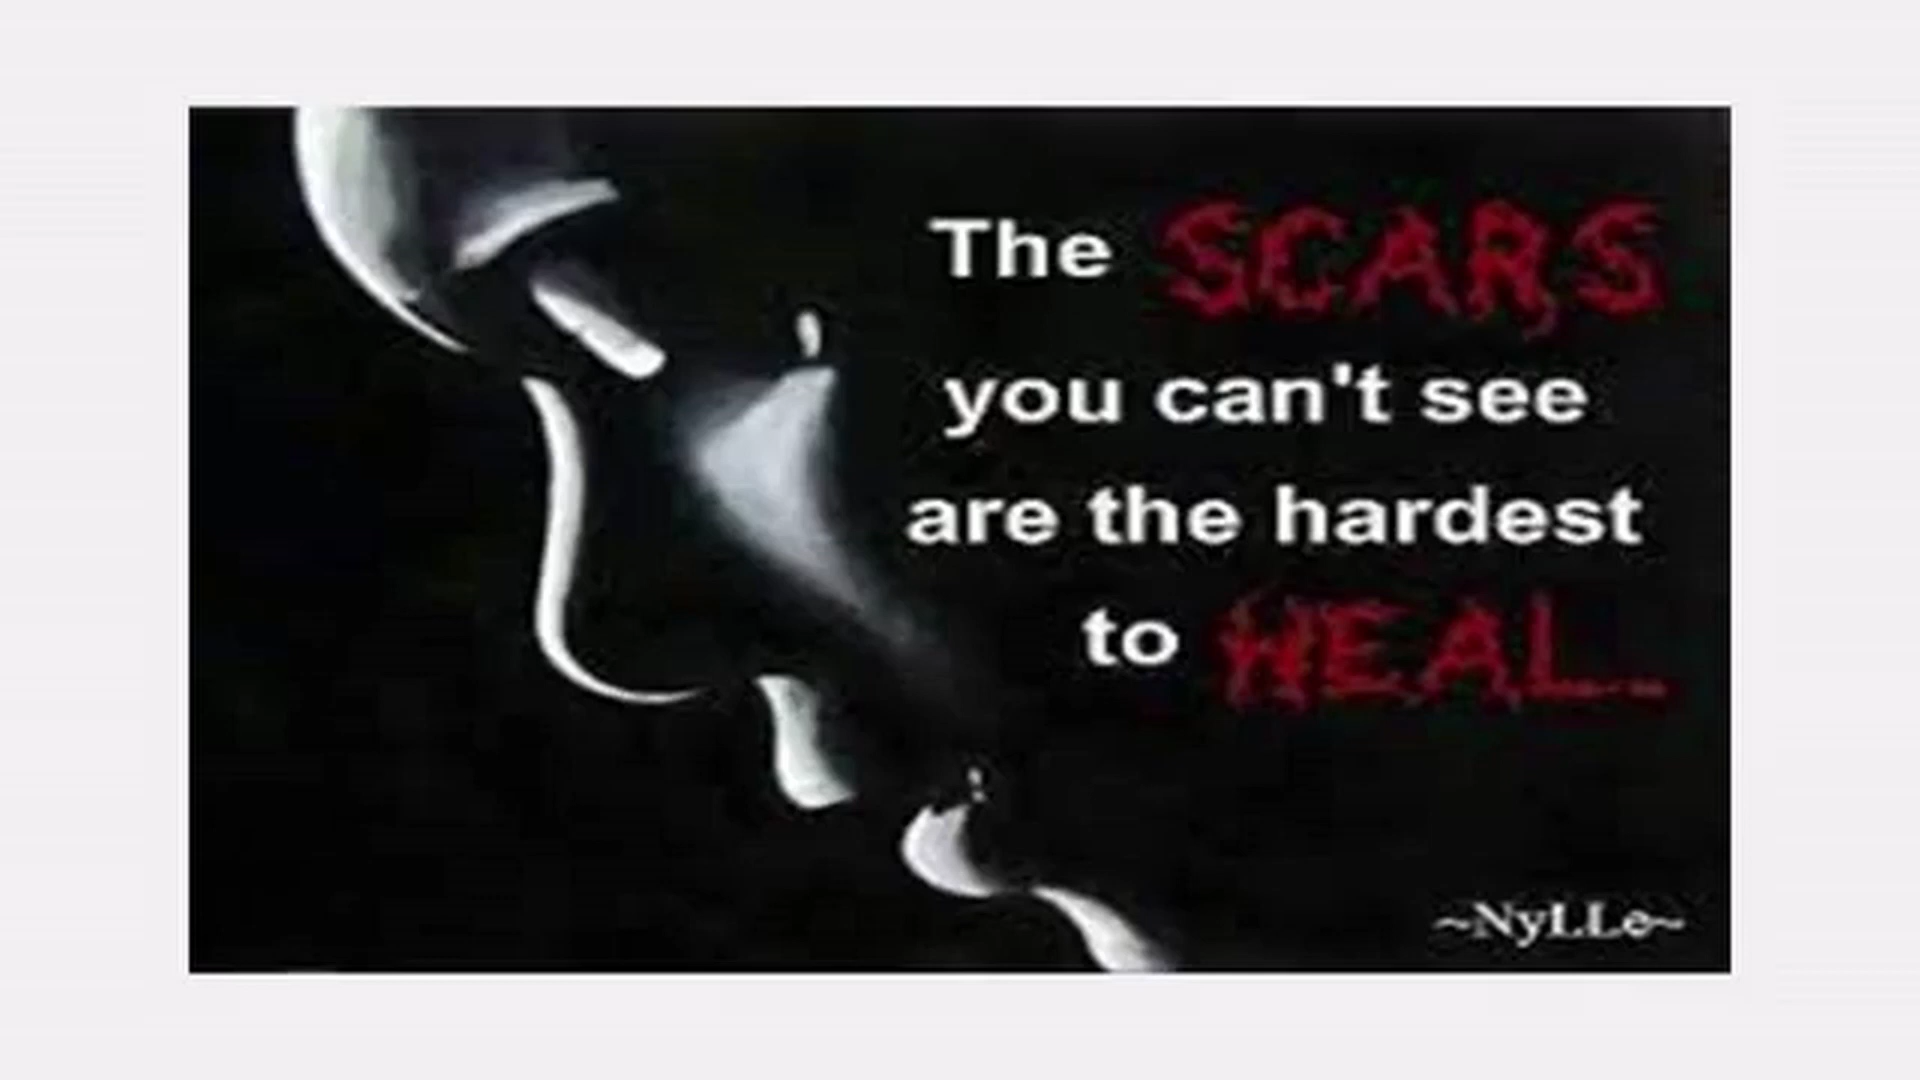 The SCARS
you can't see
are the hardest
to HEAL.
~NyLLe~